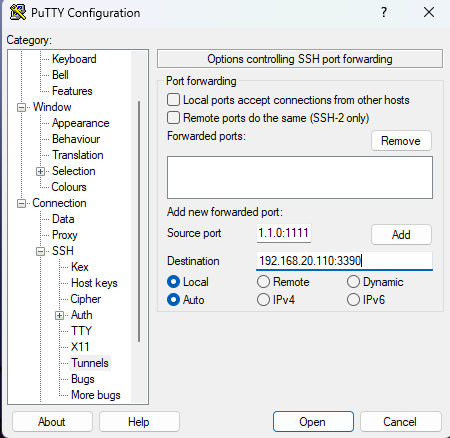 PuTTY Configuration
Category:
Keyboard
Bell
Features
Window
Appearance
Behaviour
Translation
Selection
Colours
Connection
Data
Proxy
SSH
Kex
Host keys
Cipher
Auth
TTY
X11
Tunnels
Bugs
More bugs
Options controlling SSH port forwarding
Port forwarding
Local ports accept connections from other hosts
Remote ports do the same (SSH-2 only)
Forwarded ports:
Remove
Add new forwarded port:
Source port 1.1.0:1111 Add
Destination 192.168.20.110:3390
Local Remote Dynamic
Auto IPv4 IPv6
About Help Open Cancel